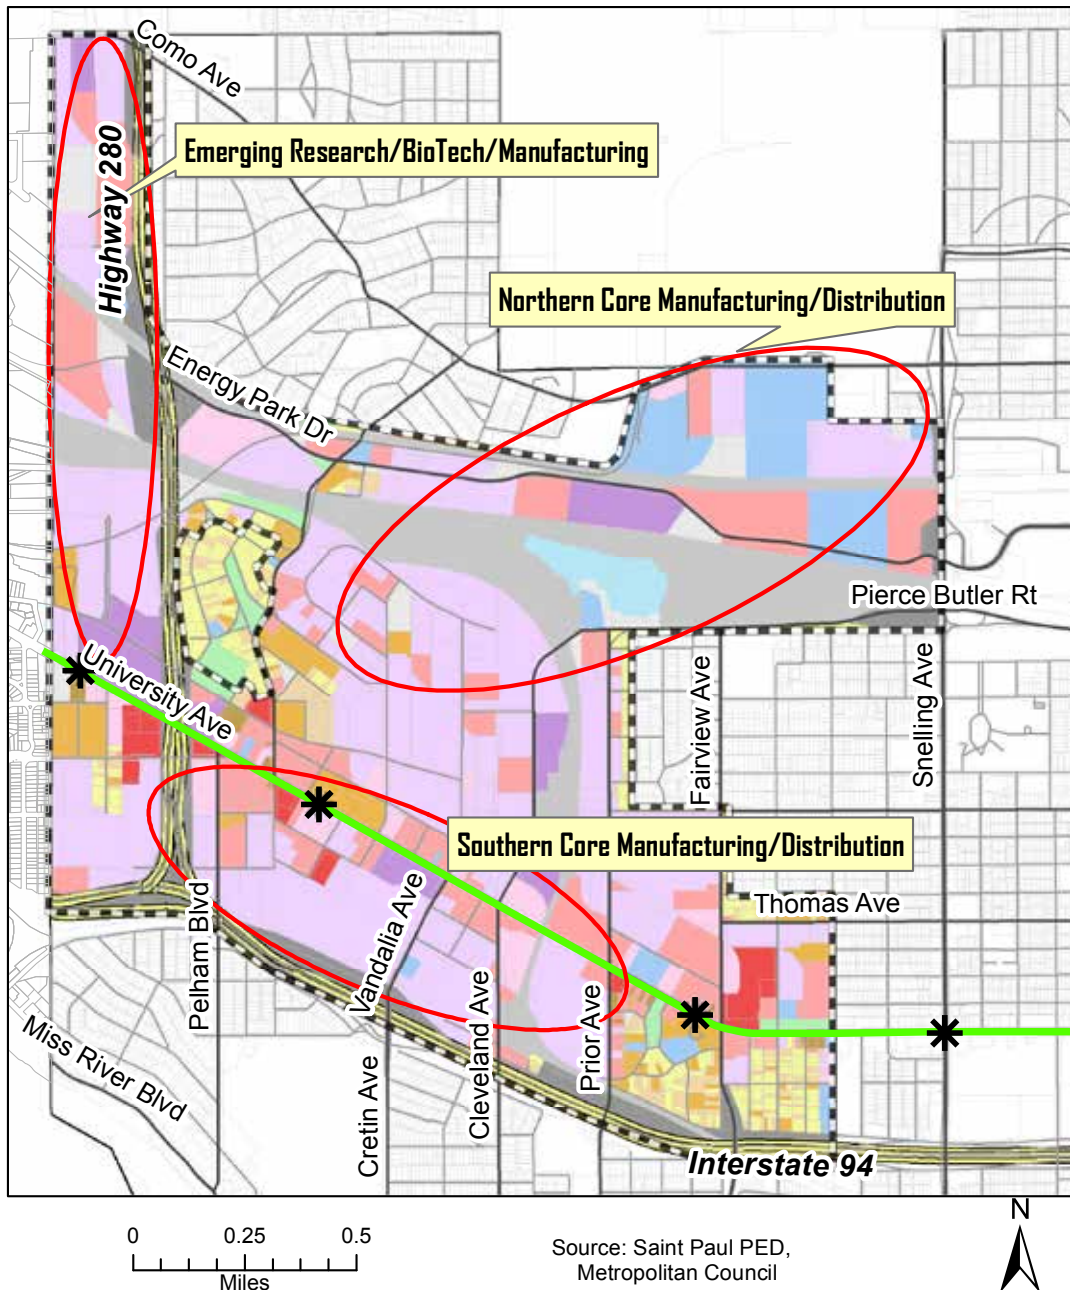 Como Ave
Emerging Research/BioTech/Manufacturing
Highway 280
Northern Core Manufacturing/Distribution
Energy Park Dr
Pierce Butler Rt
University Ave
Fairview Ave
Snelling Ave
Southern Core Manufacturing/Distribution
Thomas Ave
Pelham Blvd
Vandalia Ave
Miss River Blvd
Cretin Ave
Cleveland Ave
Prior Ave
Interstate 94
0 0.25 0.5
Miles
Source: Saint Paul PED,
Metropolitan Council
N